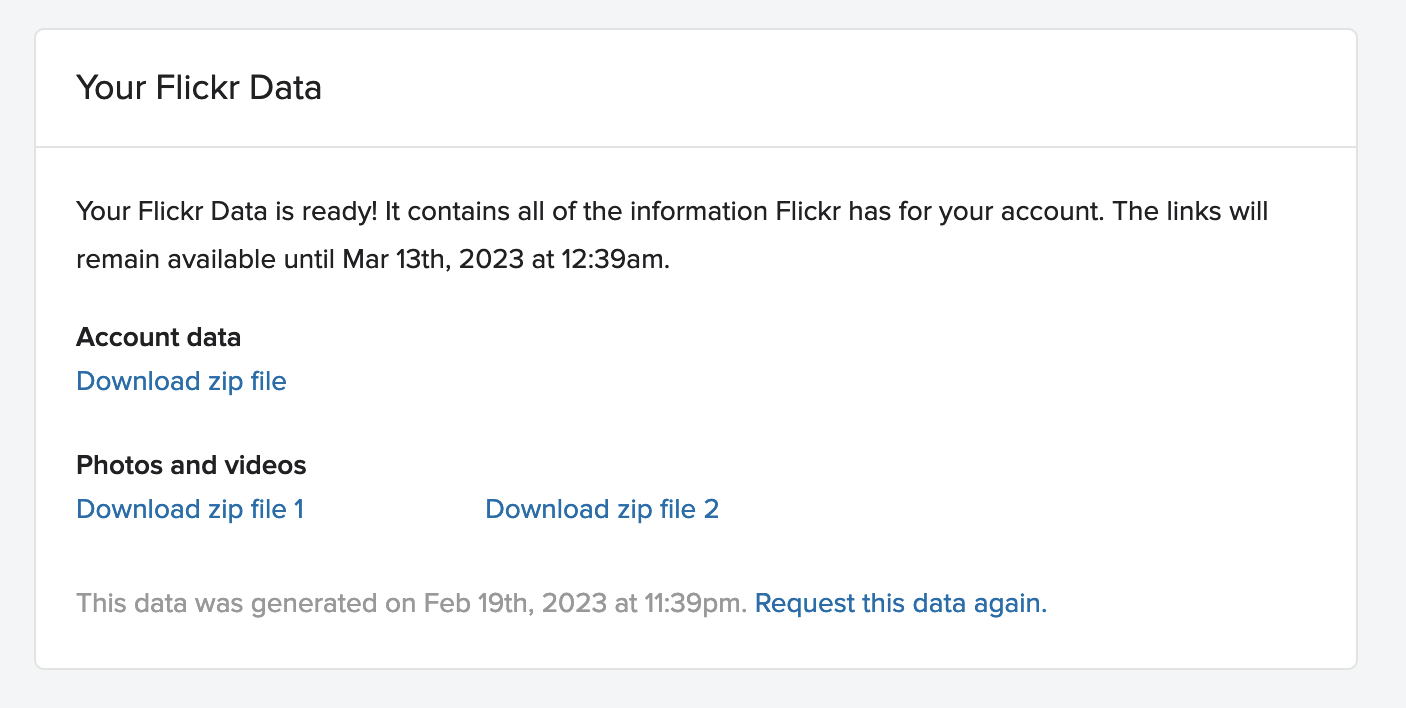 Your Flickr Data
Your Flickr Data is ready! It contains all of the information Flickr has for your account. The links will
remain available until Mar 13th, 2023 at 12:39am.
Account data
Download zip file
Photos and videos
Download zip file 1 Download zip file 2
This data was generated on Feb 19th, 2023 at 11:39pm. Request this data again.